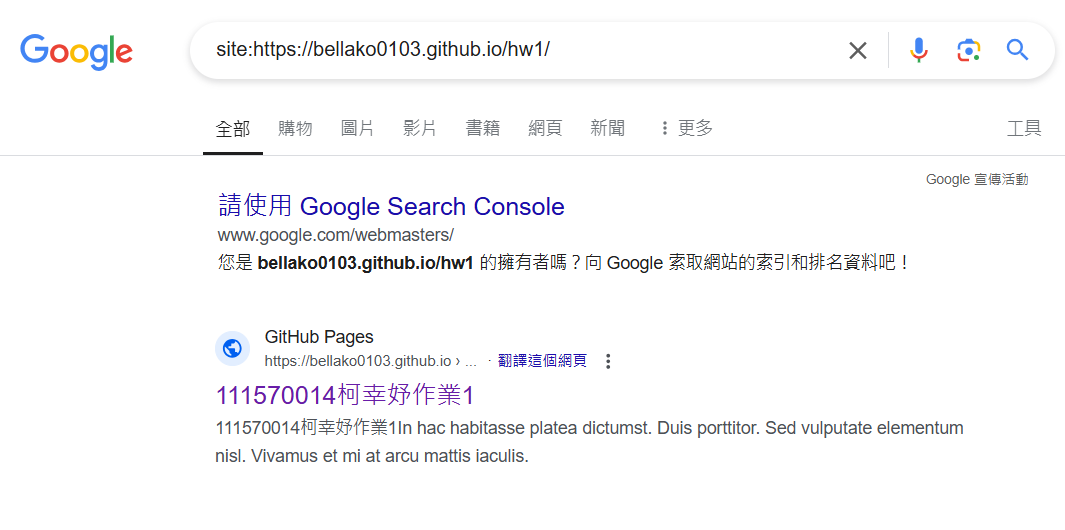 Google
site:https://bellako0103.github.io/hw1/
全部 購物 圖片 影片 書籍 網頁 新聞 更多 工具
Google 宣傳活動
請使用 Google Search Console
www.google.com/webmasters/
您是 bellako0103.github.io/hw1 的擁有者嗎？向 Google 索取網站的索引和排名資料吧！
GitHub Pages
https://bellako0103.github.io › ... · 翻譯這個網頁
111570014柯幸妤作業1
111570014柯幸妤作業1In hac habitasse platea dictumst. Duis porttitor. Sed vulputate elementum
nisl. Vivamus et mi at arcu mattis iaculis.